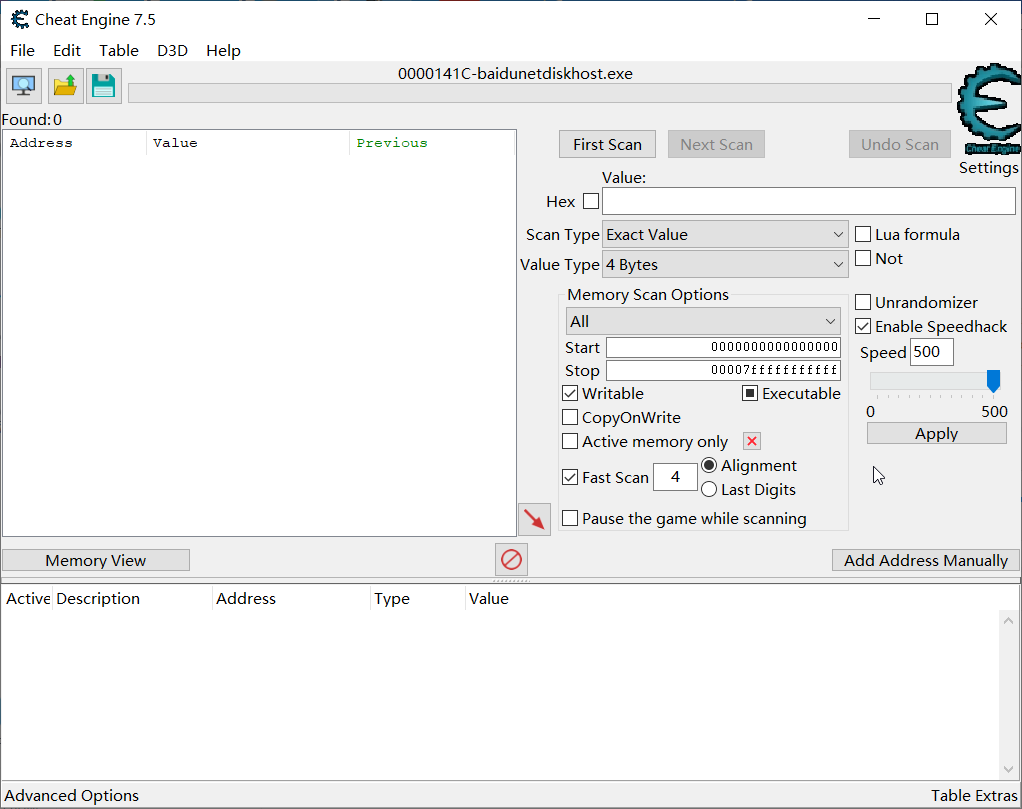 Cheat Engine 7.5
File Edit Table D3D Help
0000141C-baidunetdiskhost.exe
Found: 0
Address Value Previous
First Scan Next Scan Undo Scan
Cheat Engine
Settings
Value:
Hex
Scan Type Exact Value Lua formula
Value Type 4 Bytes Not
Memory Scan Options
All
Unrandomizer
Enable Speedhack
Start 0000000000000000
Stop 00007fffffffffff
Speed 500
0 500
Apply
Writable Executable
CopyOnWrite
Active memory only
Fast Scan 4 Alignment
Last Digits
Pause the game while scanning
Memory View Add Address Manually
Active Description Address Type Value
Advanced Options Table Extras